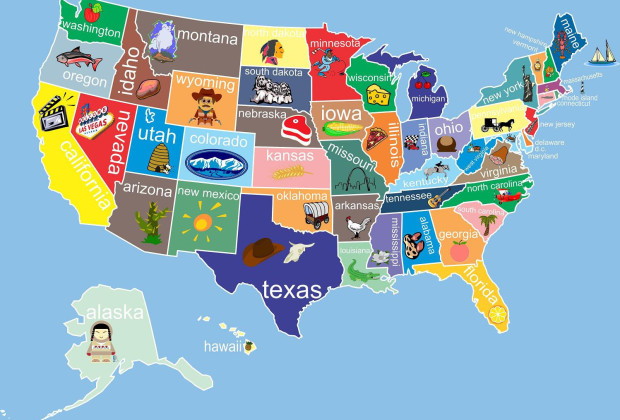 washington
montana
north dakota
minnesota
maine
new hampshire
vermont
oregon
idaho
wyoming
south dakota
wisconsin
michigan
new york
massachusetts
rhode island
connecticut
nebraska
iowa
WELCOME
LAS VEGAS
nevada
utah
colorado
illinois
indiana
ohio
new jersey
delaware
d.c.
maryland
california
kansas
missouri
kentucky
virginia
arizona
new mexico
oklahoma
arkansas
tennessee
north carolina
south carolina
texas
louisiana
mississippi
alabama
georgia
florida
alaska
hawaii